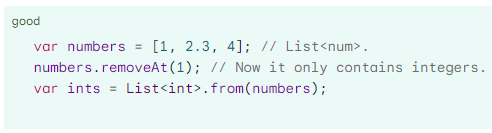 good
var numbers = [1, 2.3, 4]; // List<num>.
numbers.removeAt(1); // Now it only contains integers.
var ints = List<int>.from(numbers);